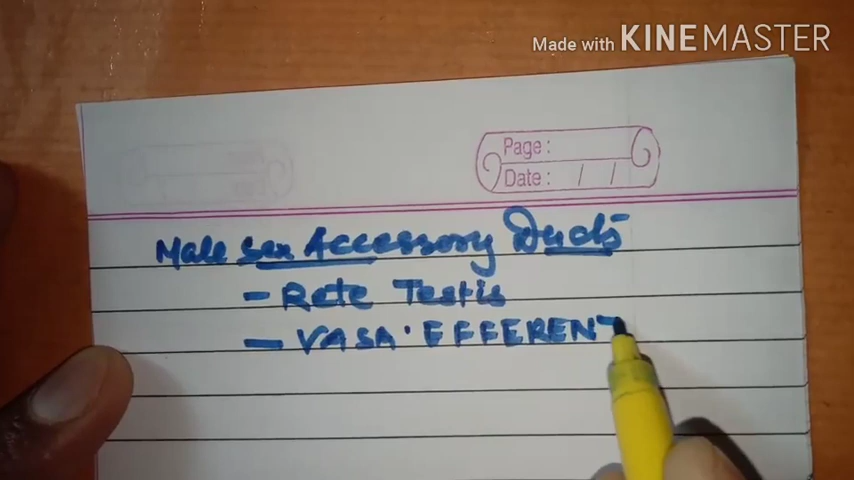 Made with KINEMASTER
Page :
Date : / /
Male Sex Accessory Ducts
- Rete Testis
- VASA EFFERENT